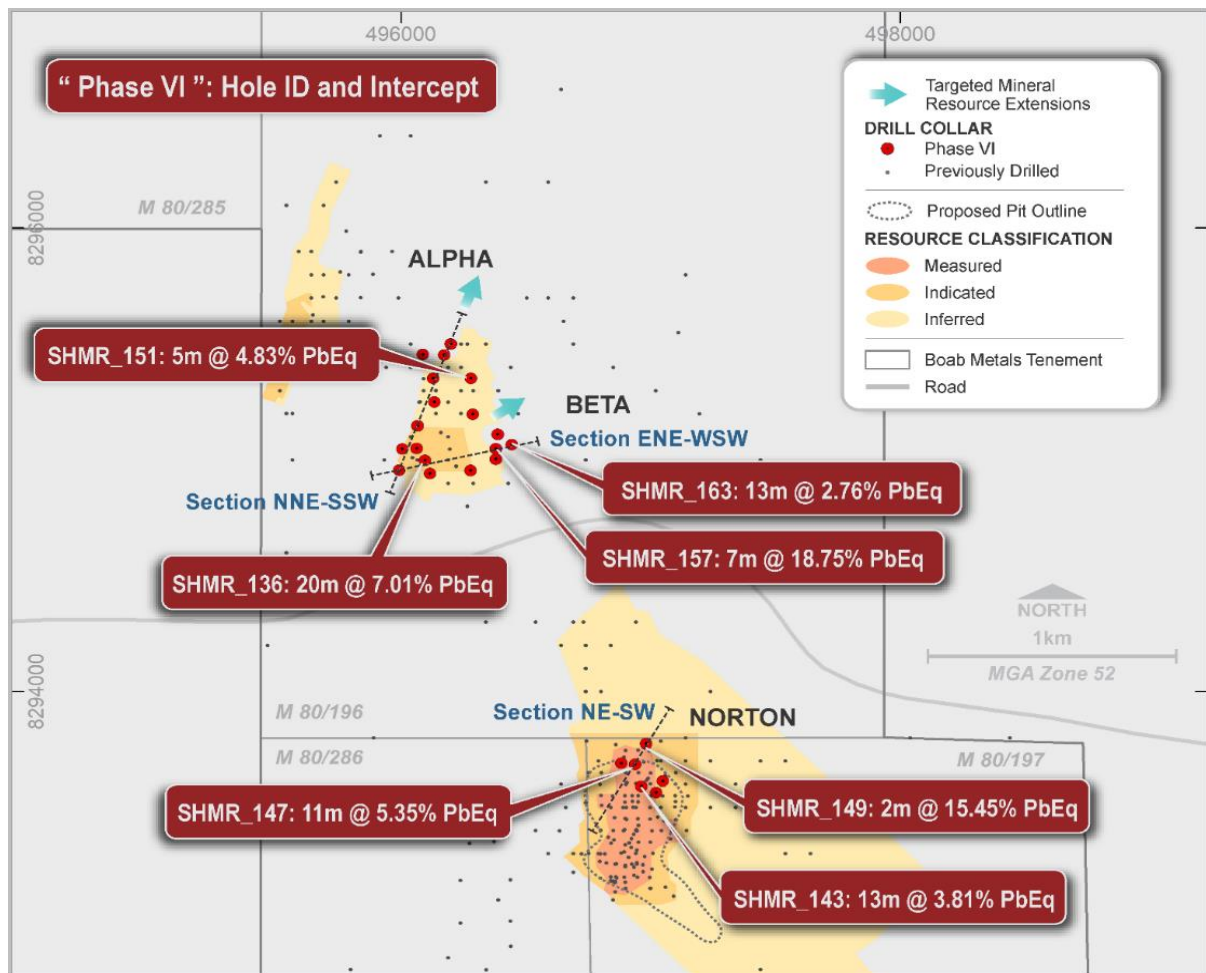 496000
498000
“ Phase VI ”: Hole ID and Intercept
Targeted Mineral
Resource Extensions
DRILL COLLAR
Phase VI
Previously Drilled
Proposed Pit Outline
RESOURCE CLASSIFICATION
Measured
Indicated
Inferred
Boab Metals Tenement
Road
8296000
M 80/285
ALPHA
SHMR_151: 5m @ 4.83% PbEq
BETA
Section ENE-WSW
Section NNE-SSW
SHMR_163: 13m @ 2.76% PbEq
SHMR_157: 7m @ 18.75% PbEq
SHMR_136: 20m @ 7.01% PbEq
NORTH
1km
MGA Zone 52
8294000
M 80/196
Section NE-SW
NORTON
M 80/286
M 80/197
SHMR_147: 11m @ 5.35% PbEq
SHMR_149: 2m @ 15.45% PbEq
SHMR_143: 13m @ 3.81% PbEq